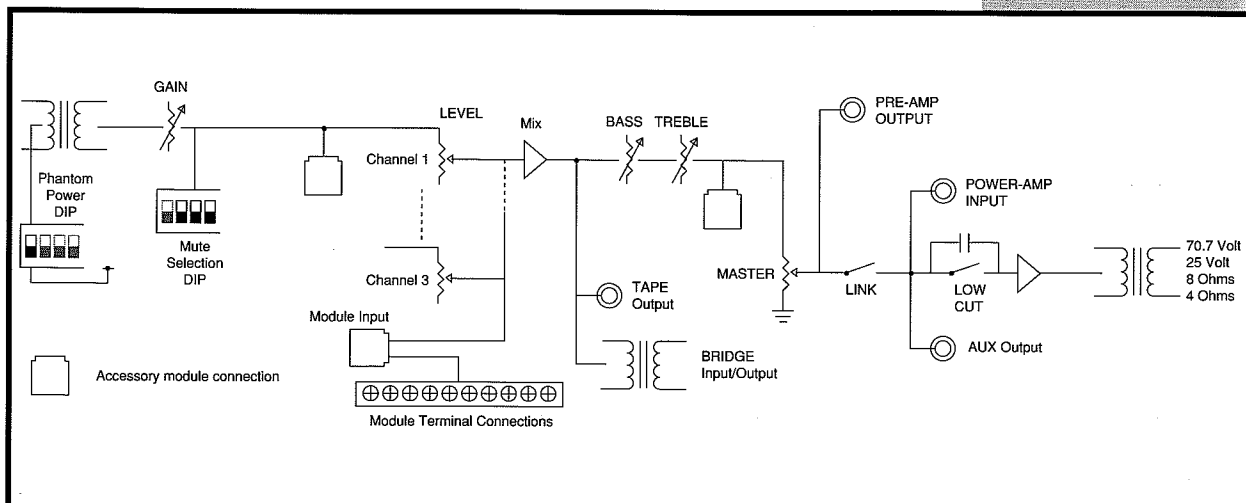 GAIN
LEVEL
Mix
BASS
TREBLE
PRE-AMP
OUTPUT
Channel 1
Phantom
Power
DIP
Mute
Selection
DIP
Channel 3
Module Input
Accessory module connection
Module Terminal Connections
TAPE
Output
BRIDGE
Input/Output
MASTER
LINK
POWER-AMP
INPUT
LOW
CUT
AUX Output
70.7 Volt
25 Volt
8 Ohms
4 Ohms